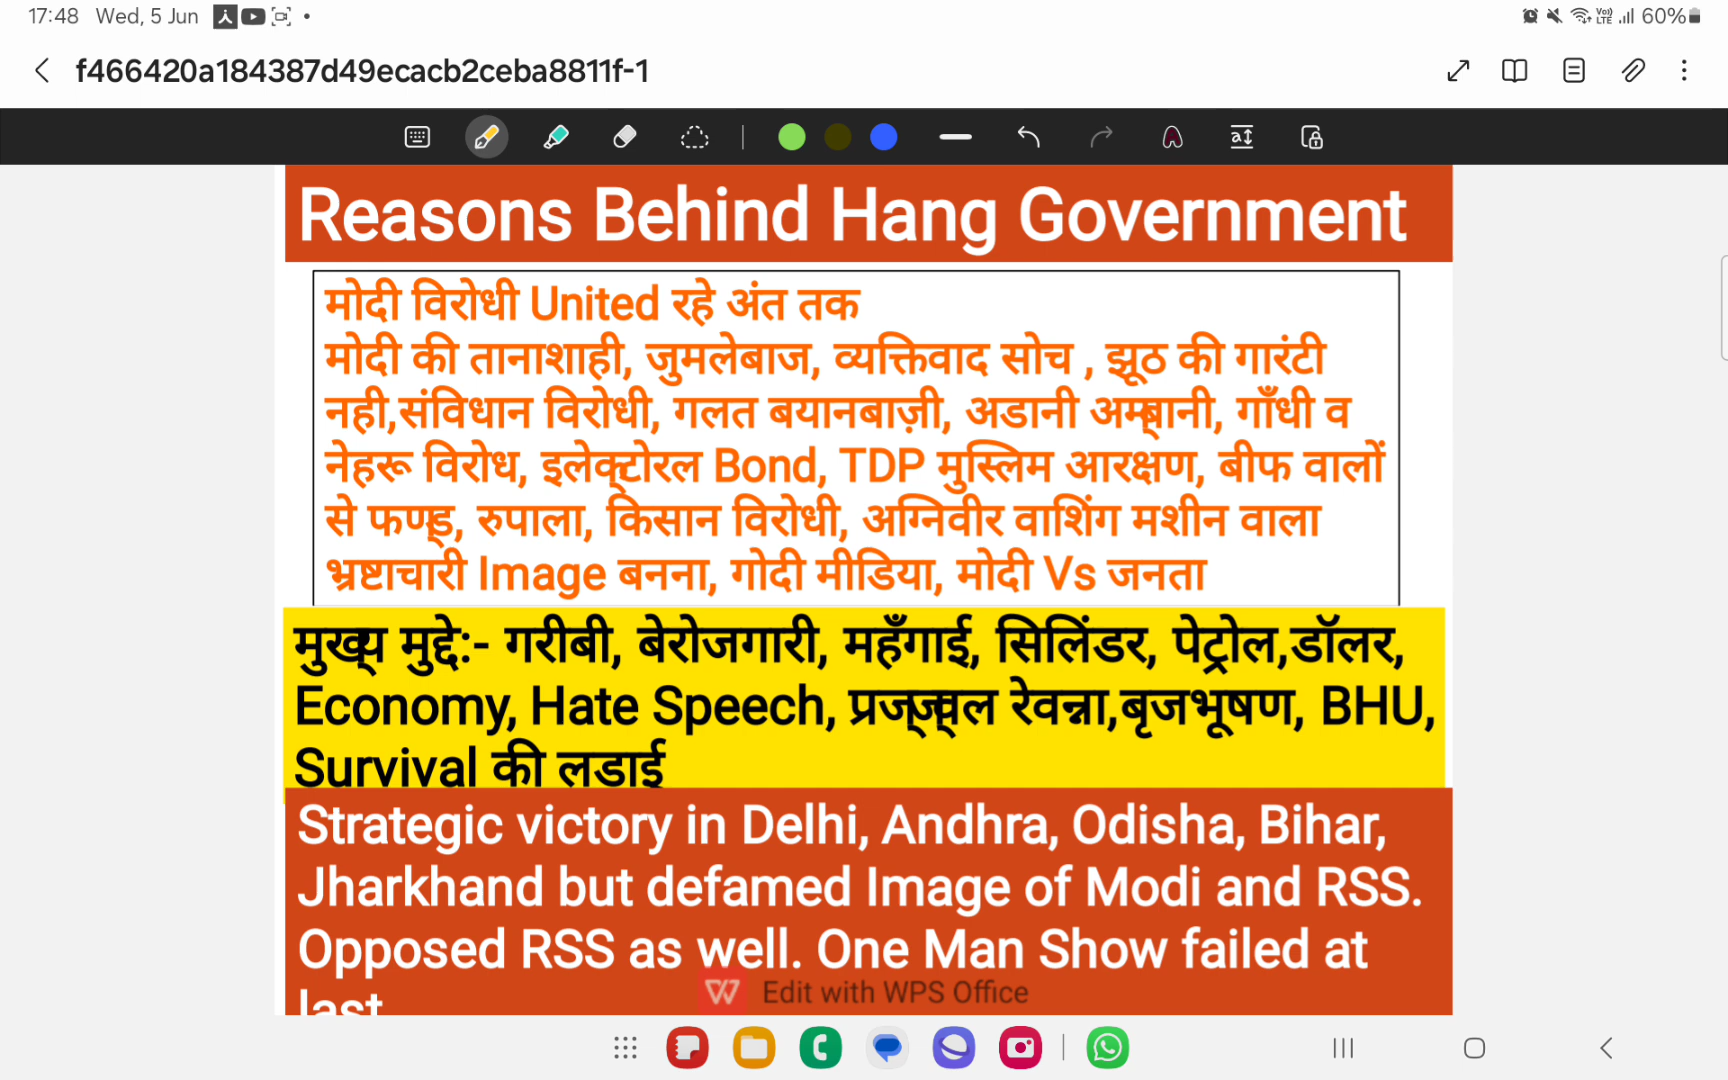 17:48 Wed, 5 Jun
60%
f466420a184387d49ecacb2ceba8811f-1
Reasons Behind Hang Government
मोदी विरोधी United रहे अंत तक
मोदी की तानाशाही, जुमलेबाज, व्यक्तिवाद सोच , झूठ की गारंटी
नही,संविधान विरोधी, गलत बयानबाज़ी, अडानी अम्बानी, गाँधी व
नेहरू विरोध, इलेक्टोरल Bond, TDP मुस्लिम आरक्षण, बीफ वालों
से फण्ड, रुपाला, किसान विरोधी, अग्निवीर वाशिंग मशीन वाला
भ्रष्टाचारी Image बनना, गोदी मीडिया, मोदी Vs जनता
मुख्य मुद्दे:- गरीबी, बेरोजगारी, महँगाई, सिलिंडर, पेट्रोल,डॉलर,
Economy, Hate Speech, प्रज्ज्वल रेवन्ना,बृजभूषण, BHU,
Survival की लडाई
Strategic victory in Delhi, Andhra, Odisha, Bihar,
Jharkhand but defamed Image of Modi and RSS.
Opposed RSS as well. One Man Show failed at
last
Edit with WPS Office